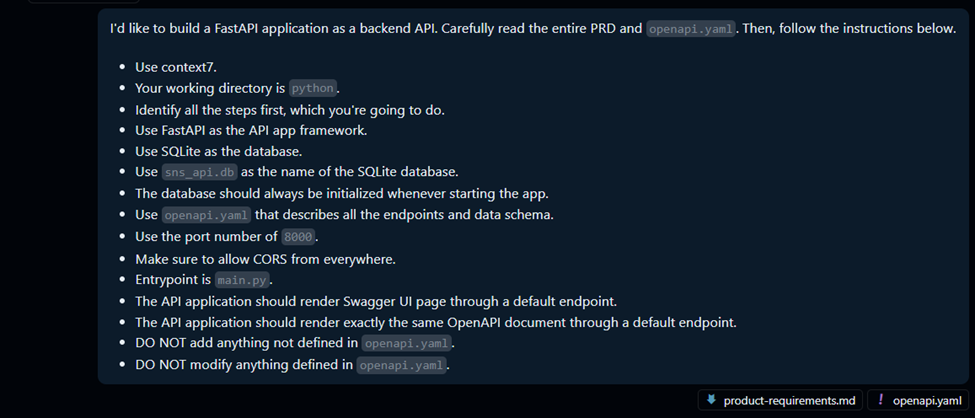 I'd like to build a FastAPI application as a backend API. Carefully read the entire PRD and openapi.yaml. Then, follow the instructions below.
• Use context7.
• Your working directory is python.
• Identify all the steps first, which you're going to do.
• Use FastAPI as the API app framework.
• Use SQLite as the database.
• Use sns_api.db as the name of the SQLite database.
• The database should always be initialized whenever starting the app.
• Use openapi.yaml that describes all the endpoints and data schema.
• Use the port number of 8000.
• Make sure to allow CORS from everywhere.
• Entrypoint is main.py.
• The API application should render Swagger UI page through a default endpoint.
• The API application should render exactly the same OpenAPI document through a default endpoint.
• DO NOT add anything not defined in openapi.yaml.
• DO NOT modify anything defined in openapi.yaml.
product-requirements.md ! openapi.yaml